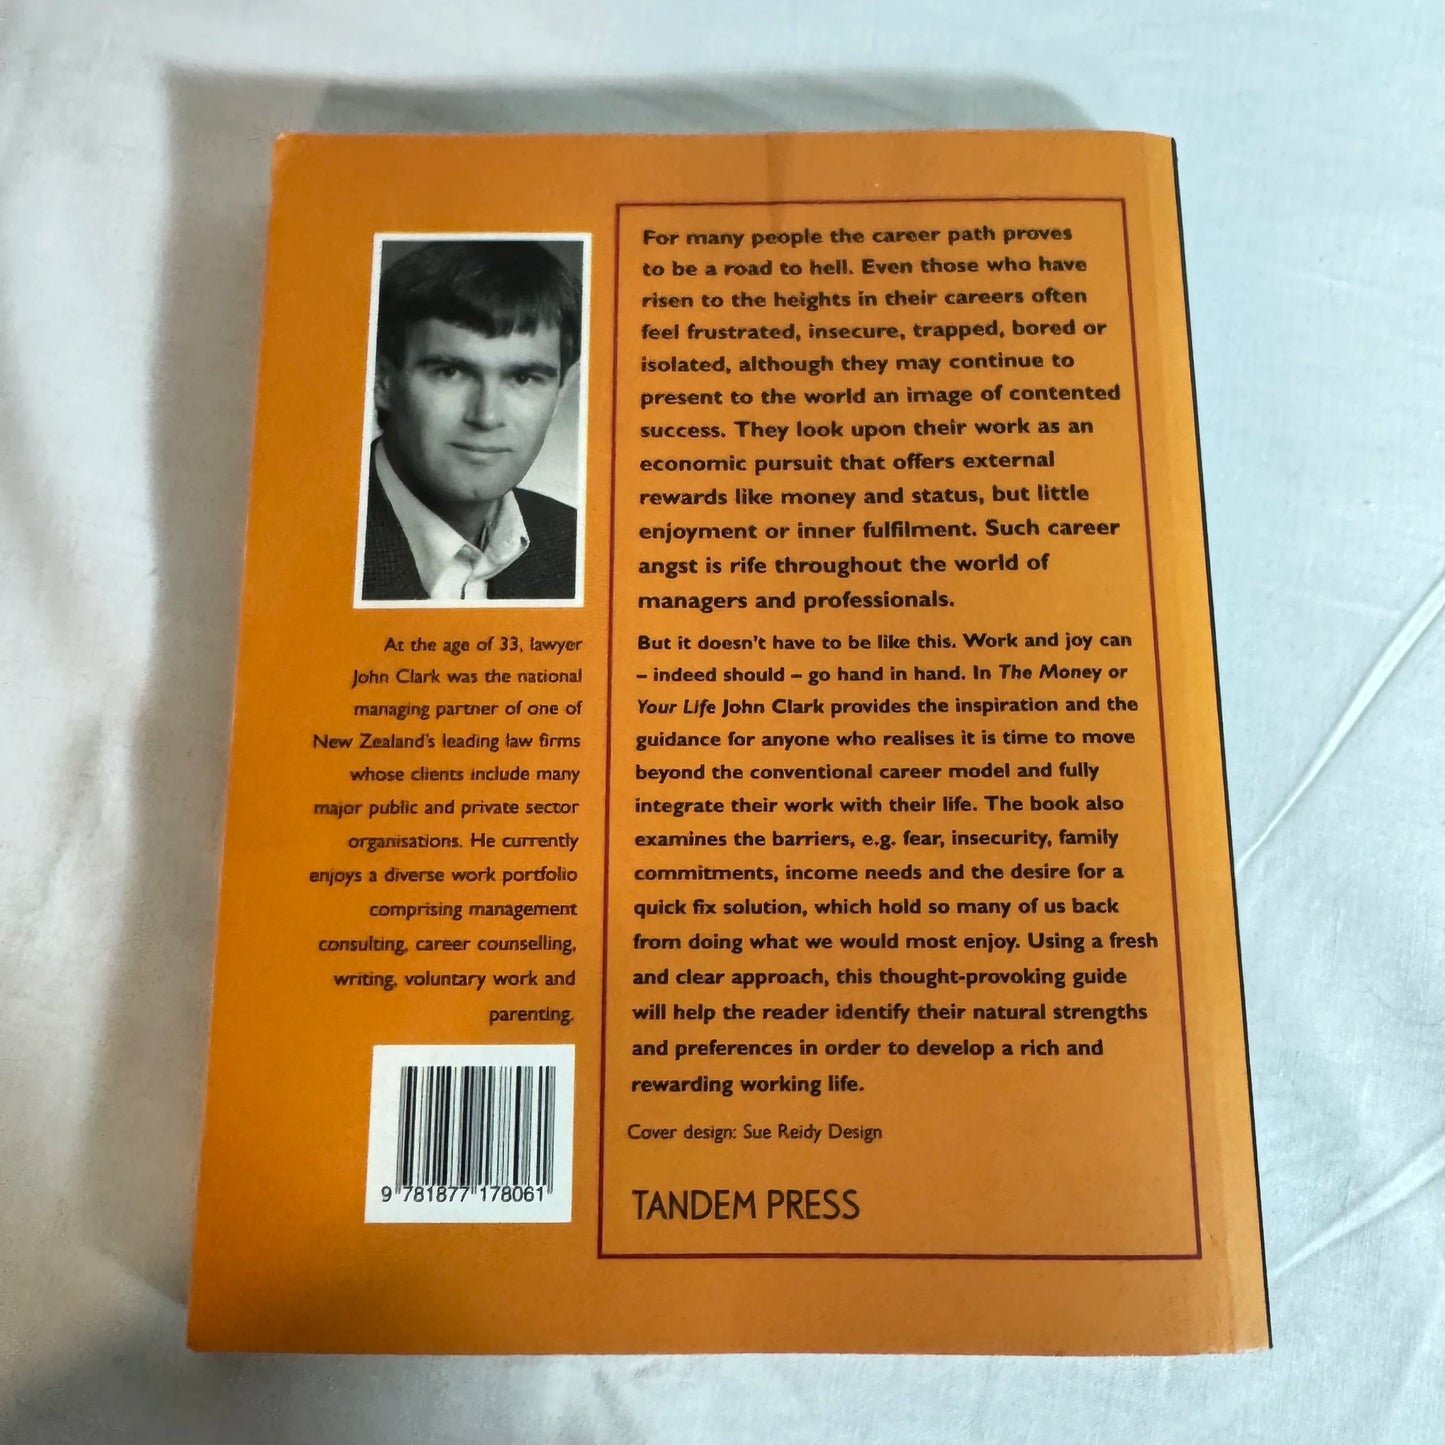 At the age of 33, lawyer
John Clark was the national
managing partner of one of
New Zealand's leading law firms
whose clients include many
major public and private sector
organisations. He currently
enjoys a diverse work portfolio
comprising management
consulting, career counselling,
writing, voluntary work and
parenting.
9 781877 178061
For many people the career path proves
to be a road to hell. Even those who have
risen to the heights in their careers often
feel frustrated, insecure, trapped, bored or
isolated, although they may continue to
present to the world an image of contented
success. They look upon their work as an
economic pursuit that offers external
rewards like money and status, but little
enjoyment or inner fulfilment. Such career
angst is rife throughout the world of
managers and professionals.
But it doesn't have to be like this. Work and joy can
– indeed should – go hand in hand. In The Money or
Your Life John Clark provides the inspiration and the
guidance for anyone who realises it is time to move
beyond the conventional career model and fully
integrate their work with their life. The book also
examines the barriers, e.g. fear, insecurity, family
commitments, income needs and the desire for a
quick fix solution, which hold so many of us back
from doing what we would most enjoy. Using a fresh
and clear approach, this thought-provoking guide
will help the reader identify their natural strengths
and preferences in order to develop a rich and
rewarding working life.
Cover design: Sue Reidy Design
TANDEM PRESS